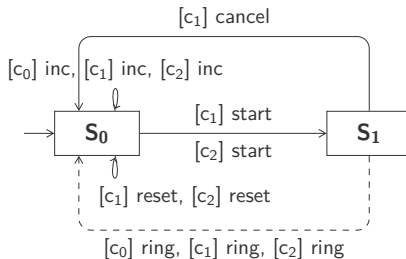 [c₁] cancel
[c₀] inc, [c₁] inc, [c₂] inc
S₀
[c₁] start
[c₂] start
S₁
[c₁] reset, [c₂] reset
[c₀] ring, [c₁] ring, [c₂] ring